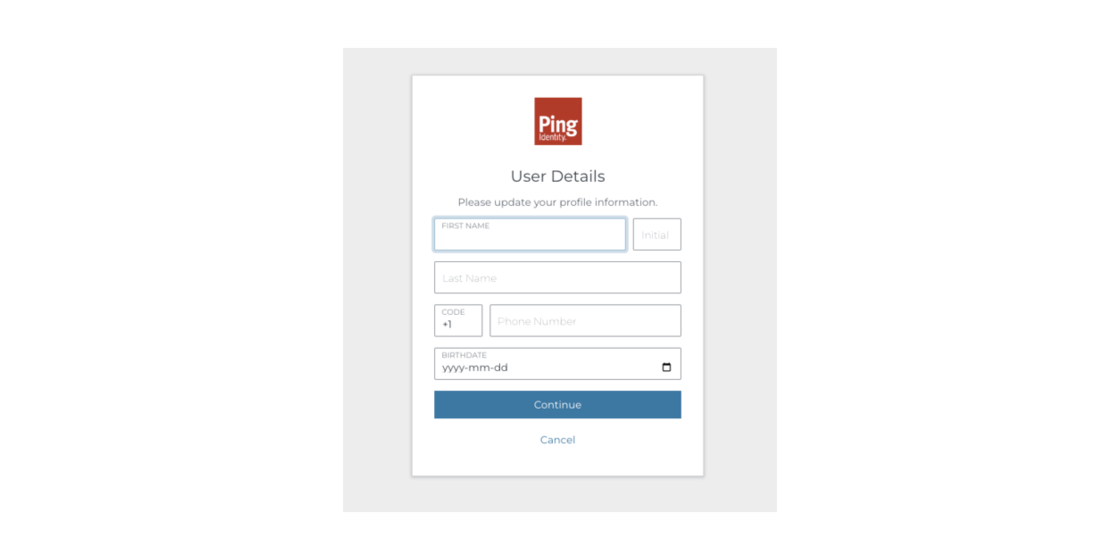 Ping
Identity.
User Details
Please update your profile information.
FIRST NAME
Initial
Last Name
CODE
+1
Phone Number
BIRTHDATE
yyyy-mm-dd
Continue
Cancel